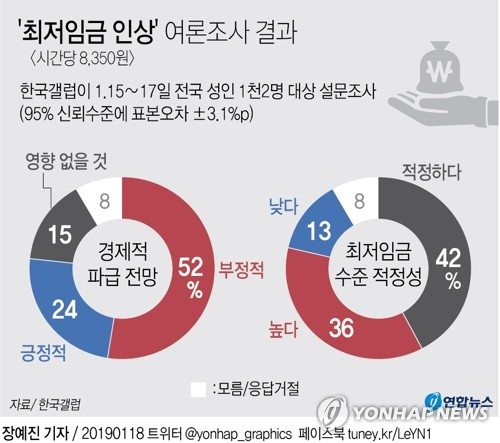 '최저임금 인상' 여론조사 결과
〈시간당 8,350원〉
한국갤럽이 1.15~17일 전국 성인 1천2명 대상 설문조사
(95% 신뢰수준에 표본오차 ±3.1%p)
₩
영향 없을 것
8
15
경제적
파급 전망
52
%
부정적
24
긍정적
적정하다
8
낮다
13
최저임금
수준 적정성
42
%
높다
36
:모름/응답거절
자료/ 한국갤럽
연합뉴스
YONHAP NEWS
장예진 기자 / 20190118 트위터 @yonhap_graphics 페이스북 tuney.kr/LeYN1